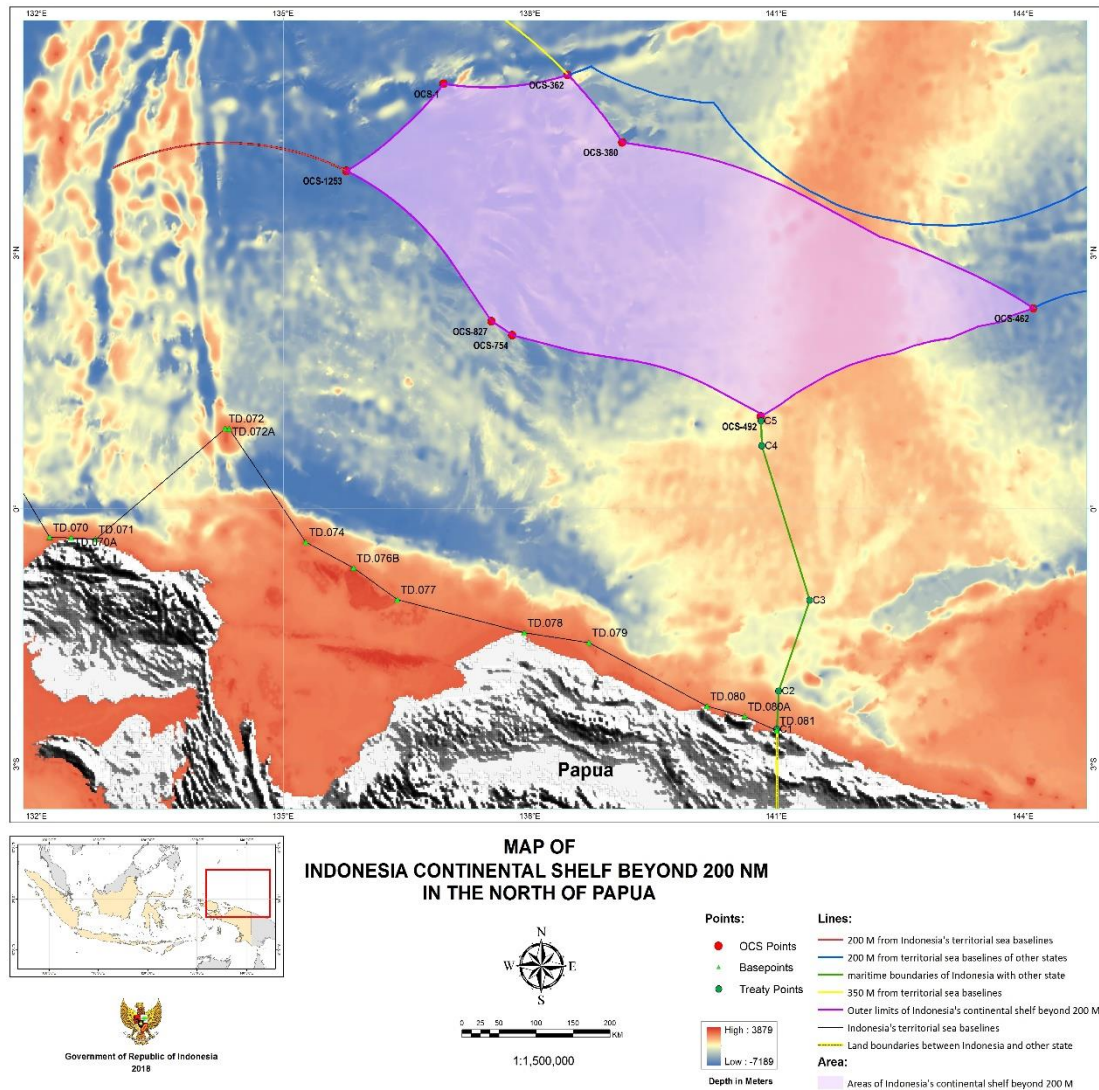 132°E 135°E 138°E 141°E 144°E
OCS-1
OCS-362
OCS-380
OCS-1253
3°N
3°N
OCS-462
OCS-827
OCS-754
OCS-492
C5
C4
TD.072
TD.072A
0°
0°
TD.070
TD.070A
TD.071
TD.074
TD.076B
TD.077
C3
TD.078
TD.079
C2
TD.080
TD.080A
TD.081
C1
3°S
3°S
Papua
132°E 135°E 138°E 141°E 144°E
MAP OF
INDONESIA CONTINENTAL SHELF BEYOND 200 NM
IN THE NORTH OF PAPUA
N
W E
S
0 25 50 100 150 200
Kbl
1:1,500,000
Government of Republic of Indonesia
2018
Points:
OCS Points
Basepoints
Treaty Points
High : 3879
Low : -7189
Depth in Meters
Lines:
200 M from Indonesia's territorial sea baselines
200 M from territorial sea baselines of other states
maritime boundaries of Indonesia with other state
350 M from territorial sea baselines
Outer limits of Indonesia's continental shelf beyond 200 M
Indonesia's territorial sea baselines
Land boundaries between Indonesia and other state
Area:
Areas of Indonesia's continental shelf beyond 200 M